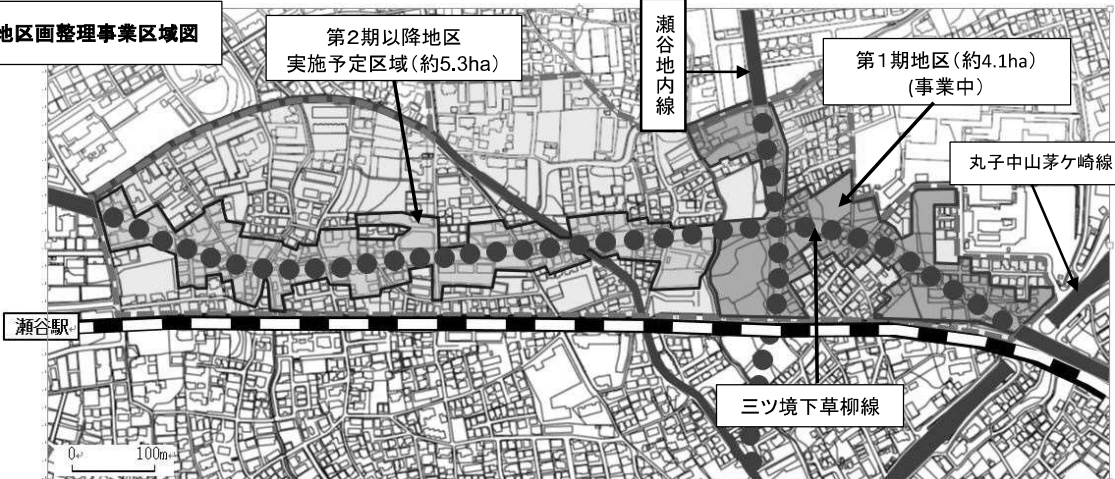 地区画整理事業区域図
第2期以降地区
実施予定区域(約5.3ha)
瀬谷地内線
第1期地区(約4.1ha)
(事業中)
丸子中山茅ケ崎線
瀬谷駅
三ツ境下草柳線
0 100m